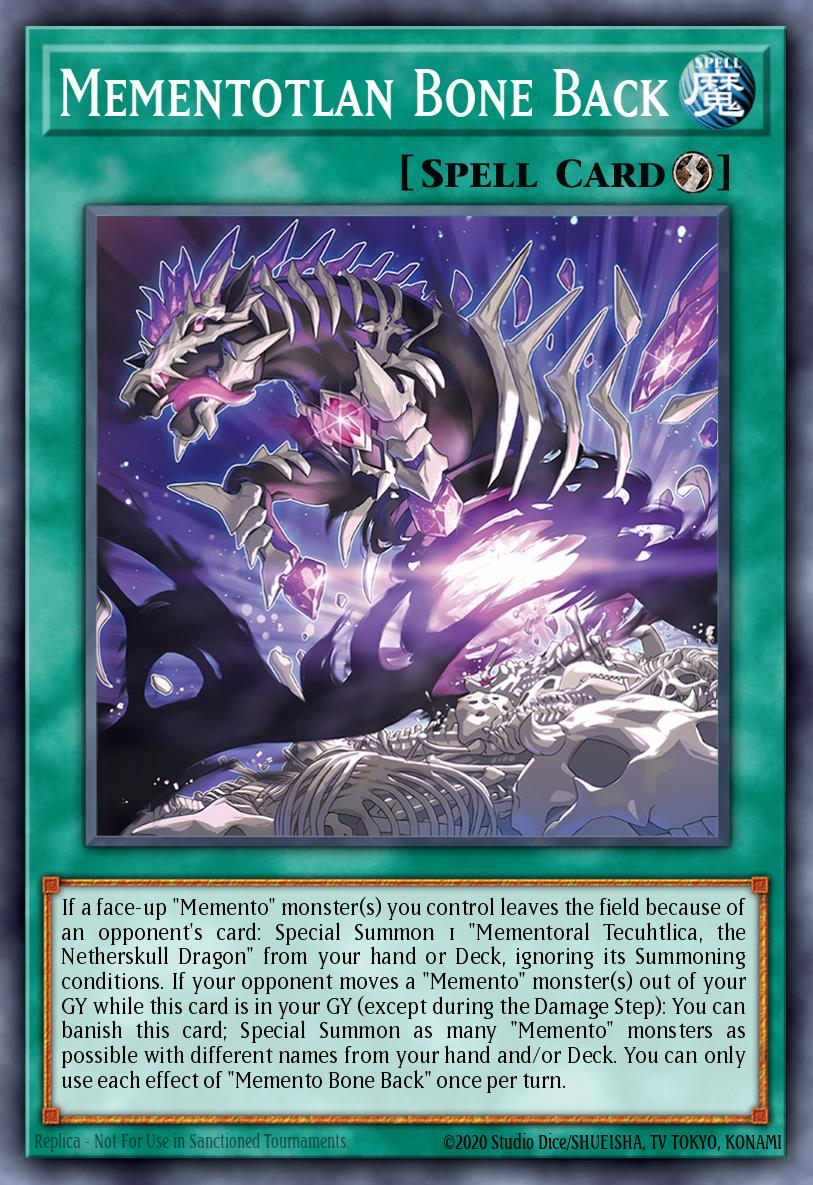 Mementotlan Bone Back
SPELL
魔
[Spell Card]
If a face-up "Memento" monster(s) you control leaves the field because of
an opponent's card: Special Summon 1 "Mementoral Tecuhtlica, the
Netherskull Dragon" from your hand or Deck, ignoring its Summoning
conditions. If your opponent moves a "Memento" monster(s) out of your
GY while this card is in your GY (except during the Damage Step): You can
banish this card; Special Summon as many "Memento" monsters as
possible with different names from your hand and/or Deck. You can only
use each effect of "Memento Bone Back" once per turn.
Replica - Not For Use in Sanctioned Tournaments.
©2020 Studio Dice/SHUEISHA, TV TOKYO, KONAMI